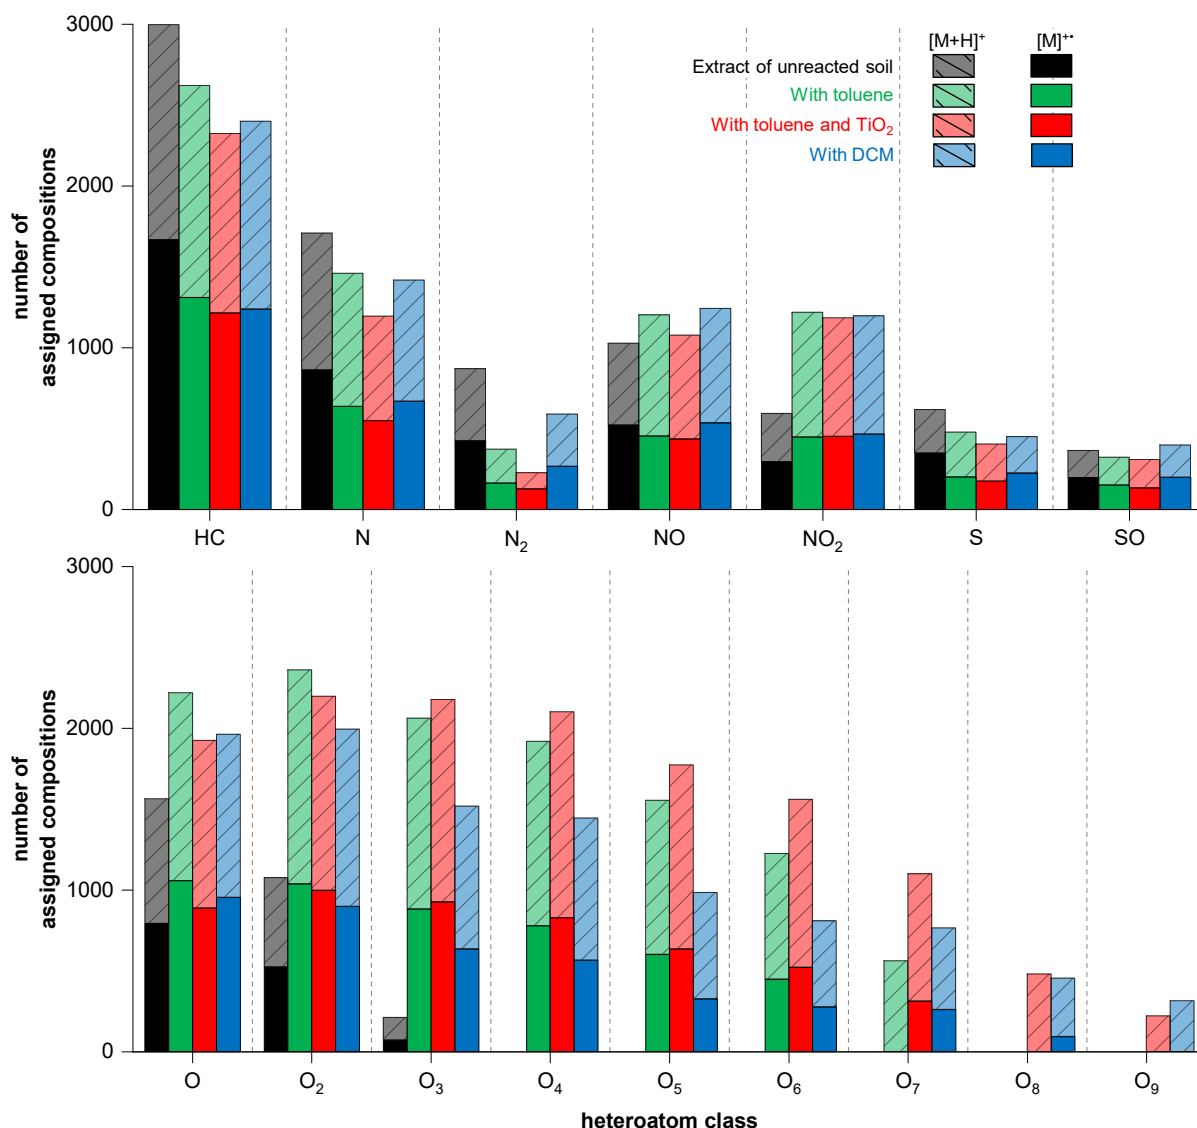 3000
[M+H]⁺ [M]⁺•
Extract of unreacted soil
With toluene
With toluene and TiO₂
With DCM
2000
number of
assigned compositions
1000
0
HC N N₂ NO NO₂ S SO
3000
2000
number of
assigned compositions
1000
0
O O₂ O₃ O₄ O₅ O₆ O₇ O₈ O₉
heteroatom class